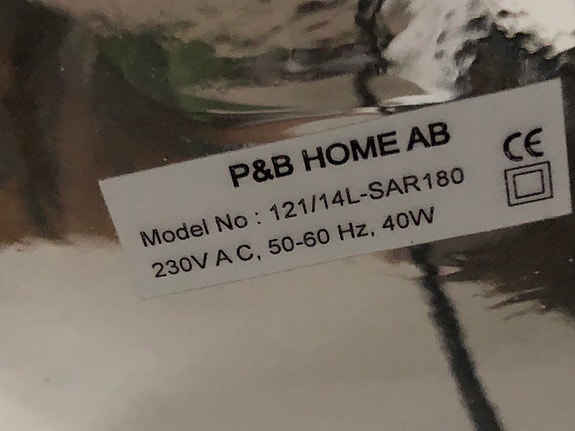 P&B HOME AB
CE
Model No : 121/14L-SAR180
230V A C, 50-60 Hz, 40W